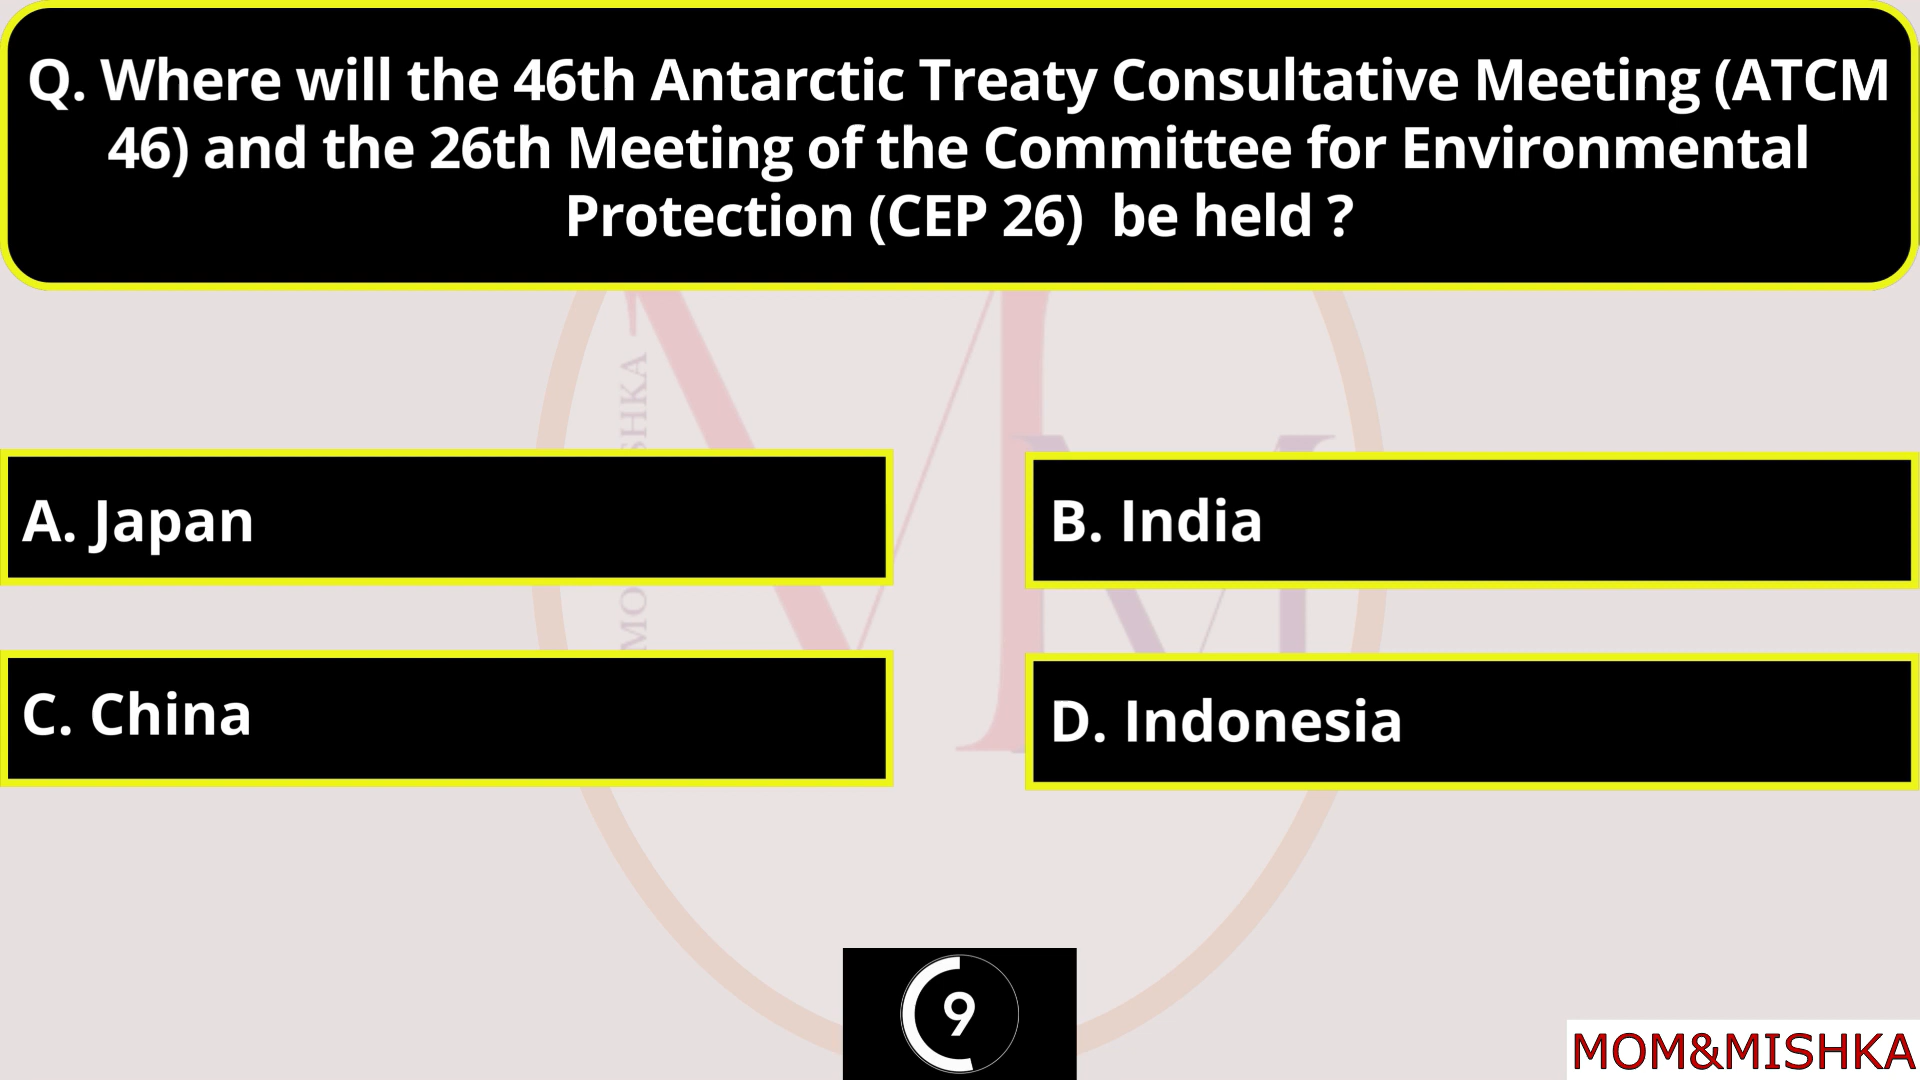 Q. Where will the 46th Antarctic Treaty Consultative Meeting (ATCM
46) and the 26th Meeting of the Committee for Environmental
Protection (CEP 26)  be held ?
A. Japan
B. India
C. China
D. Indonesia
9
MOM&MISHKA